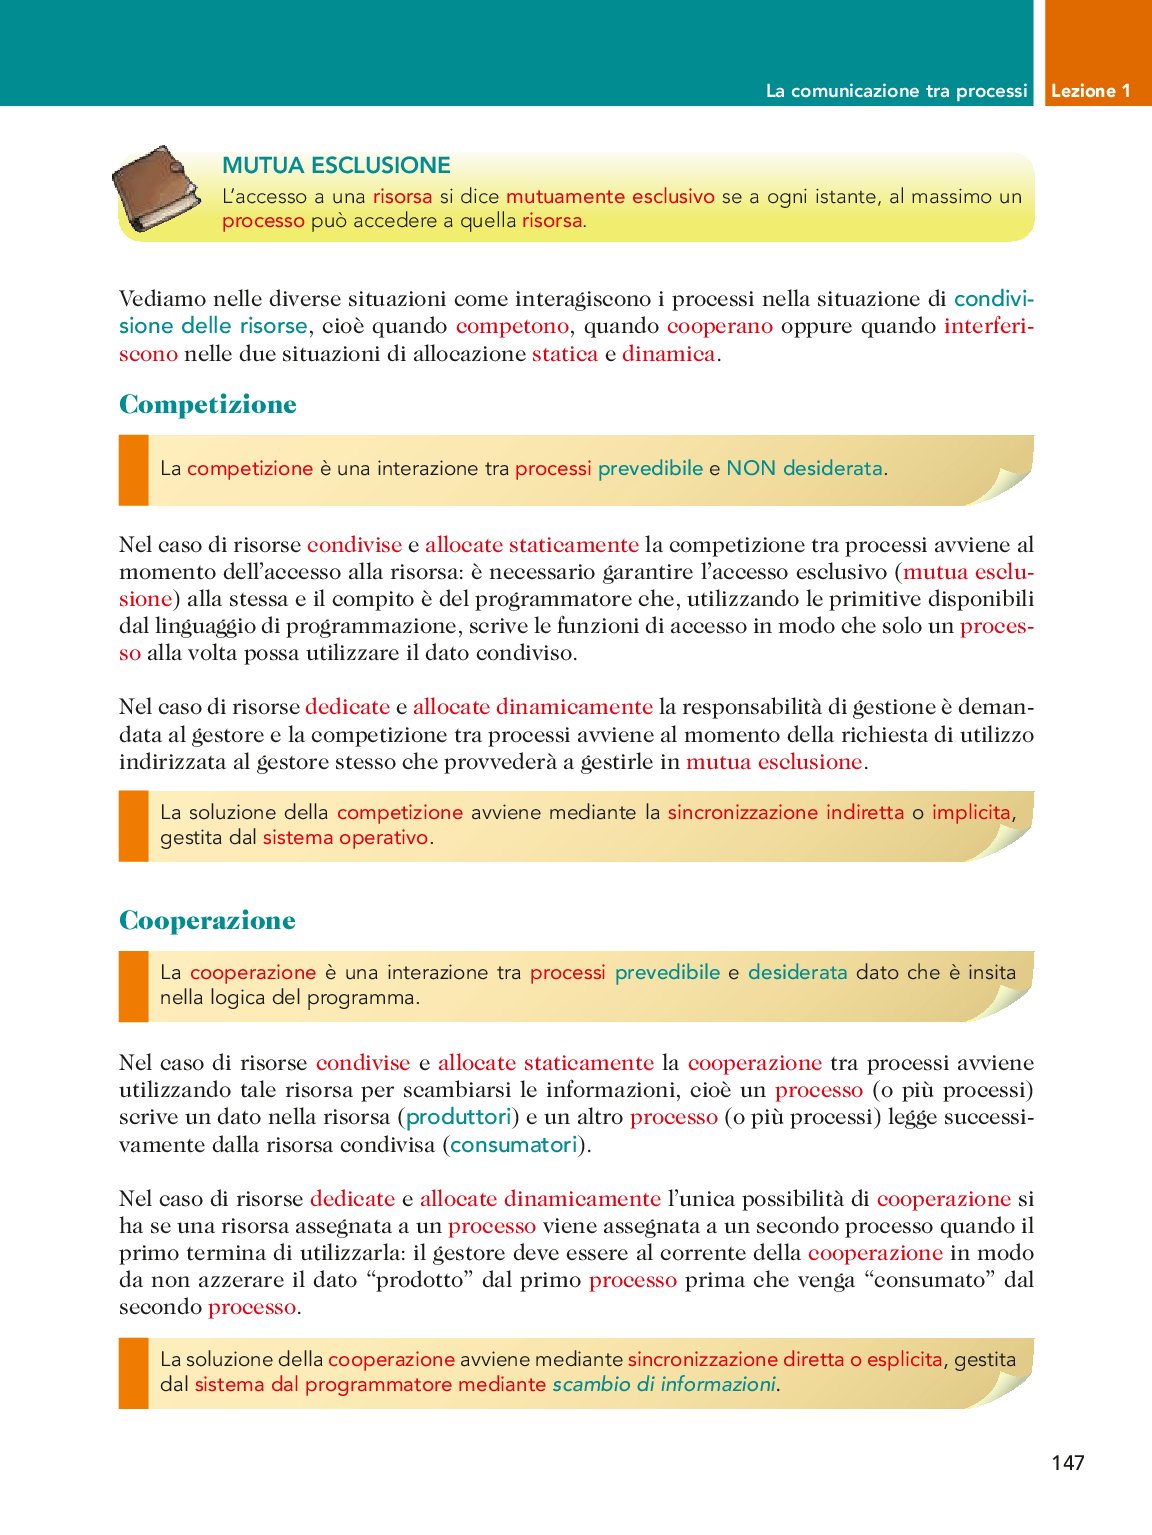 La comunicazione tra processi Lezione 1
MUTUA ESCLUSIONE
L’accesso a una risorsa si dice mutuamente esclusivo se a ogni istante, al massimo un
processo può accedere a quella risorsa.
Vediamo nelle diverse situazioni come interagiscono i processi nella situazione di condivi-
sione delle risorse, cioè quando competono, quando cooperano oppure quando interferi-
scono nelle due situazioni di allocazione statica e dinamica.
Competizione
La competizione è una interazione tra processi prevedibile e NON desiderata.
Nel caso di risorse condivise e allocate staticamente la competizione tra processi avviene al
momento dell’accesso alla risorsa: è necessario garantire l’accesso esclusivo (mutua esclu-
sione) alla stessa e il compito è del programmatore che, utilizzando le primitive disponibili
dal linguaggio di programmazione, scrive le funzioni di accesso in modo che solo un proces-
so alla volta possa utilizzare il dato condiviso.
Nel caso di risorse dedicate e allocate dinamicamente la responsabilità di gestione è deman-
data al gestore e la competizione tra processi avviene al momento della richiesta di utilizzo
indirizzata al gestore stesso che provvederà a gestirle in mutua esclusione.
La soluzione della competizione avviene mediante la sincronizzazione indiretta o implicita,
gestita dal sistema operativo.
Cooperazione
La cooperazione è una interazione tra processi prevedibile e desiderata dato che è insita
nella logica del programma.
Nel caso di risorse condivise e allocate staticamente la cooperazione tra processi avviene
utilizzando tale risorsa per scambiarsi le informazioni, cioè un processo (o più processi)
scrive un dato nella risorsa (produttori) e un altro processo (o più processi) legge successi-
vamente dalla risorsa condivisa (consumatori).
Nel caso di risorse dedicate e allocate dinamicamente l’unica possibilità di cooperazione si
ha se una risorsa assegnata a un processo viene assegnata a un secondo processo quando il
primo termina di utilizzarla: il gestore deve essere al corrente della cooperazione in modo
da non azzerare il dato “prodotto” dal primo processo prima che venga “consumato” dal
secondo processo.
La soluzione della cooperazione avviene mediante sincronizzazione diretta o esplicita, gestita
dal sistema dal programmatore mediante scambio di informazioni.
147